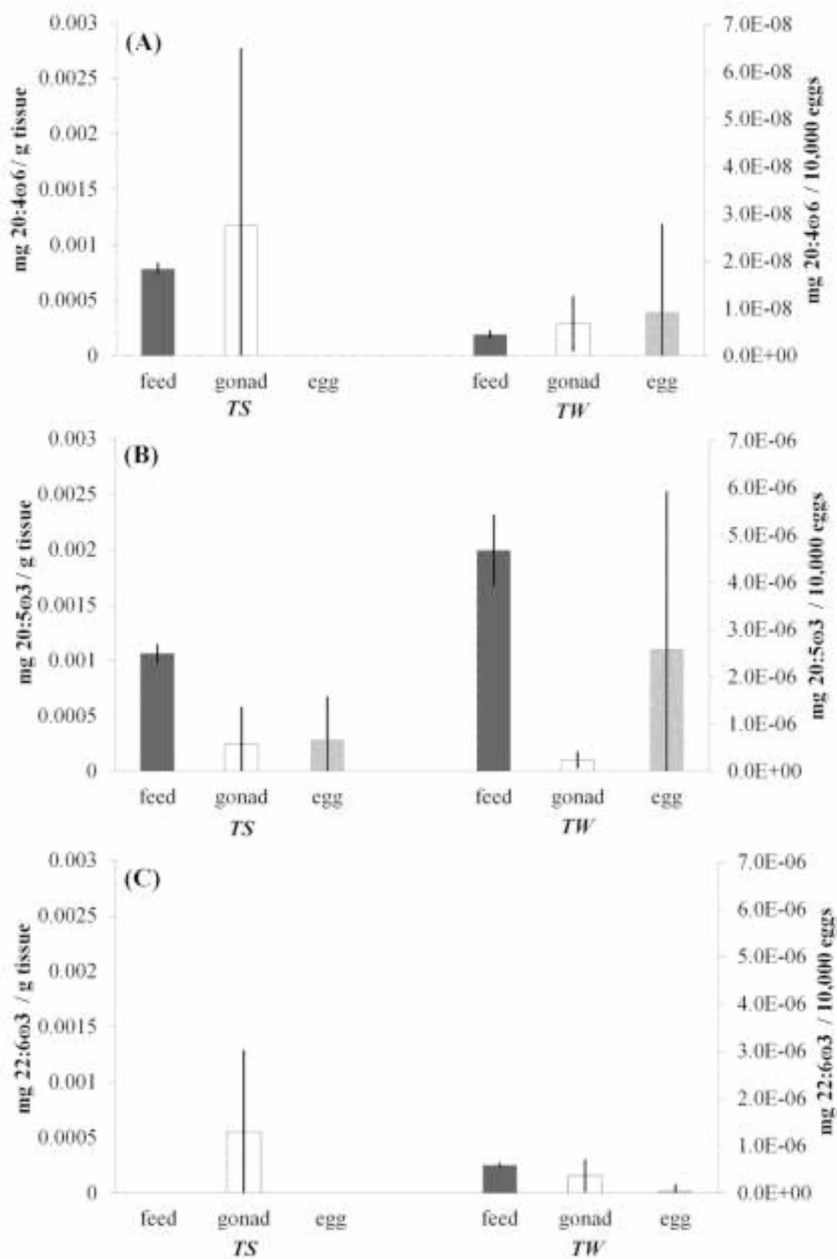 (A)
mg 20:4ω6 / g tissue
0.003
0.0025
0.002
0.0015
0.001
0.0005
0
7.0E-08
6.0E-08
5.0E-08
4.0E-08
3.0E-08
2.0E-08
1.0E-08
0.0E+00
mg 20:4ω6 / 10,000 eggs
feed gonad egg feed gonad egg
TS TW
(B)
mg 20:5ω3 / g tissue
0.003
0.0025
0.002
0.0015
0.001
0.0005
0
7.0E-06
6.0E-06
5.0E-06
4.0E-06
3.0E-06
2.0E-06
1.0E-06
0.0E+00
mg 20:5ω3 / 10,000 eggs
feed gonad egg feed gonad egg
TS TW
(C)
mg 22:6ω3 / g tissue
0.003
0.0025
0.002
0.0015
0.001
0.0005
0
7.0E-06
6.0E-06
5.0E-06
4.0E-06
3.0E-06
2.0E-06
1.0E-06
0.0E+00
mg 22:6ω3 / 10,000 eggs
feed gonad egg feed gonad egg
TS TW